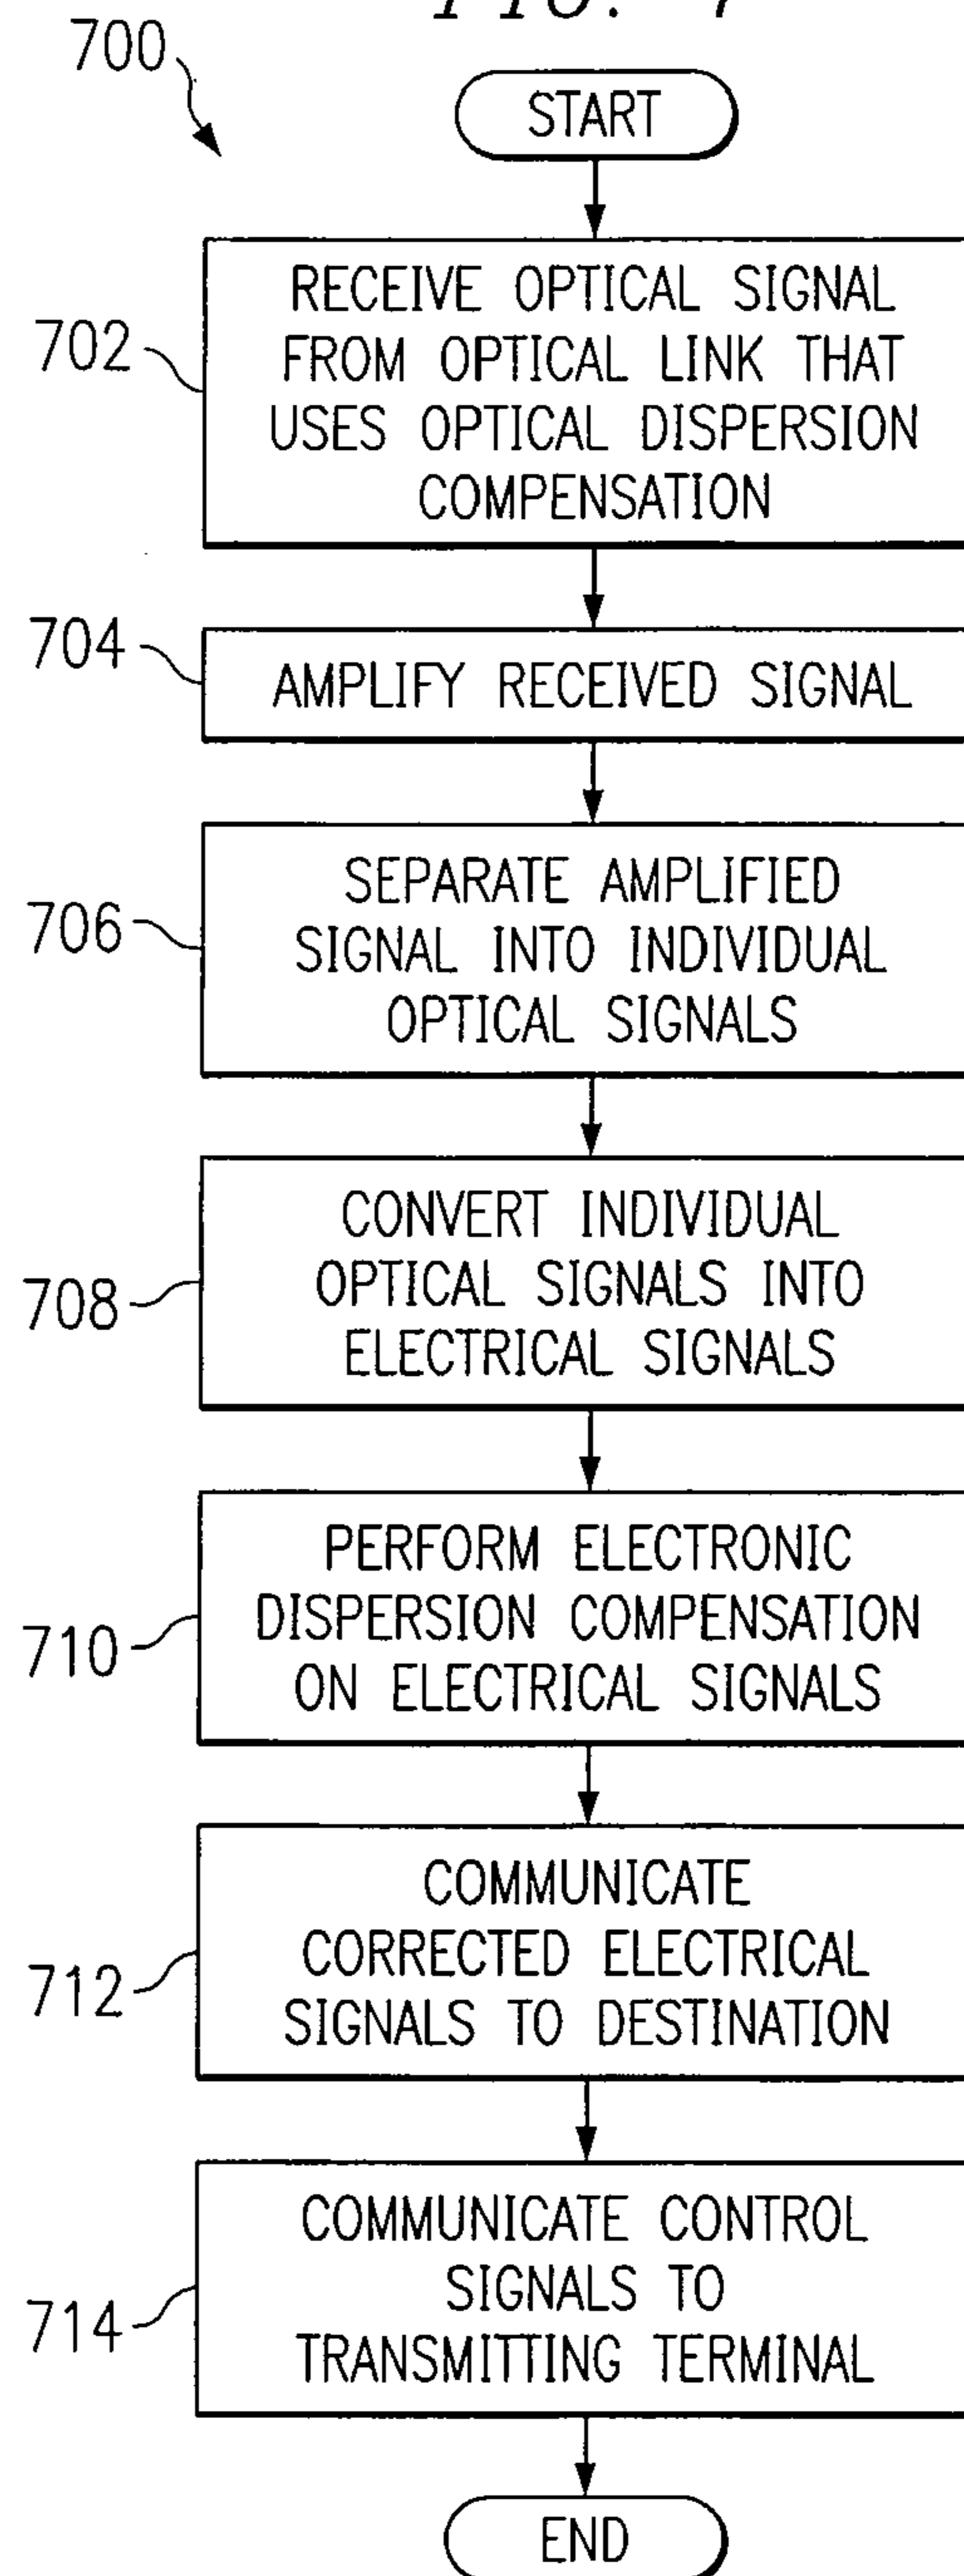 FIG. 7
700
START
702
RECEIVE OPTICAL SIGNAL
FROM OPTICAL LINK THAT
USES OPTICAL DISPERSION
COMPENSATION
704
AMPLIFY RECEIVED SIGNAL
706
SEPARATE AMPLIFIED
SIGNAL INTO INDIVIDUAL
OPTICAL SIGNALS
708
CONVERT INDIVIDUAL
OPTICAL SIGNALS INTO
ELECTRICAL SIGNALS
710
PERFORM ELECTRONIC
DISPERSION COMPENSATION
ON ELECTRICAL SIGNALS
712
COMMUNICATE
CORRECTED ELECTRICAL
SIGNALS TO DESTINATION
714
COMMUNICATE CONTROL
SIGNALS TO
TRANSMITTING TERMINAL
END